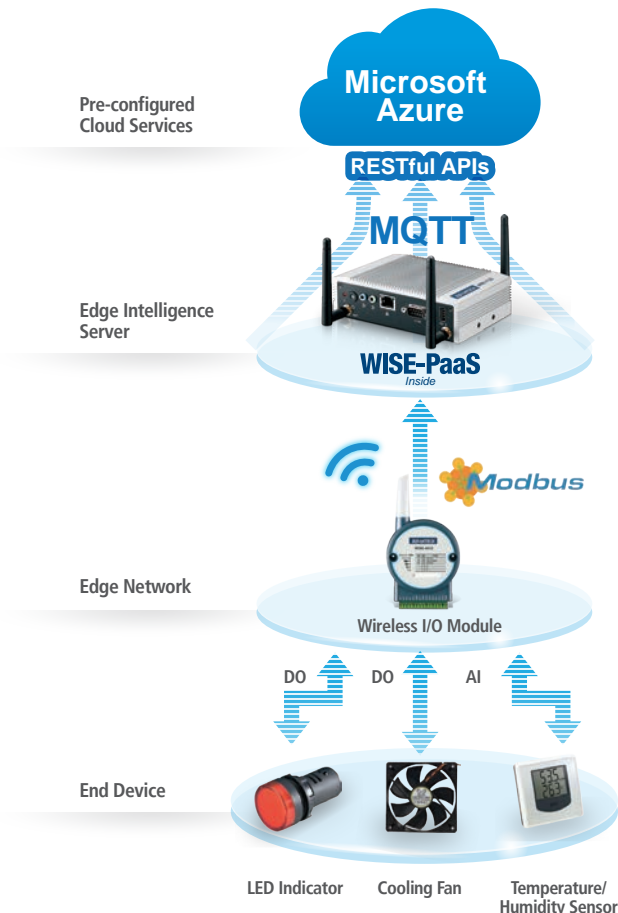 Microsoft
Azure
Pre-configured
Cloud Services
RESTful APIs
MQTT
Edge Intelligence
Server
WISE-PaaS
Inside
Modbus
Edge Network
Wireless I/O Module
DO
DO
AI
End Device
LED Indicator
Cooling Fan
Temperature/
Humidity Sensor